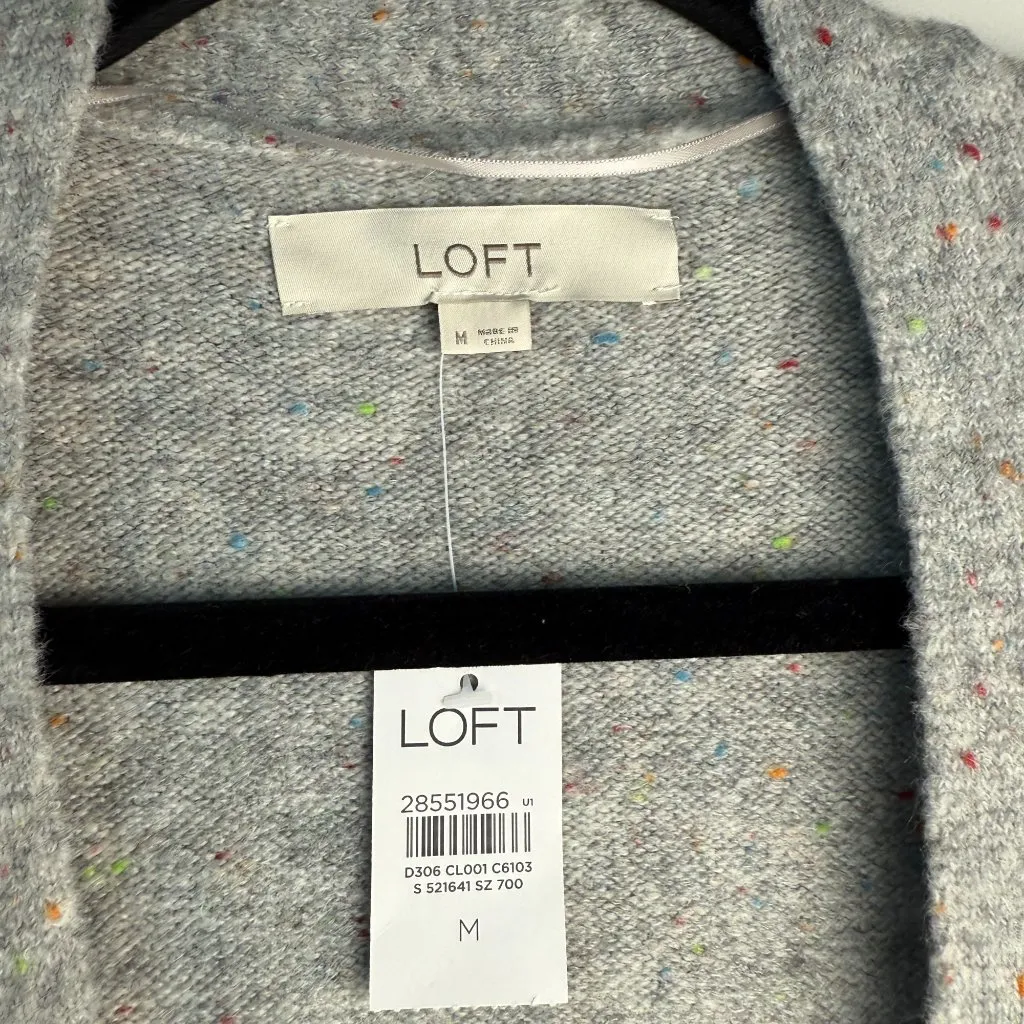 LOFT
M MADE IN
CHINA
LOFT
28551966 U1
D306 CL001 C6103
S 521641 SZ 700
M